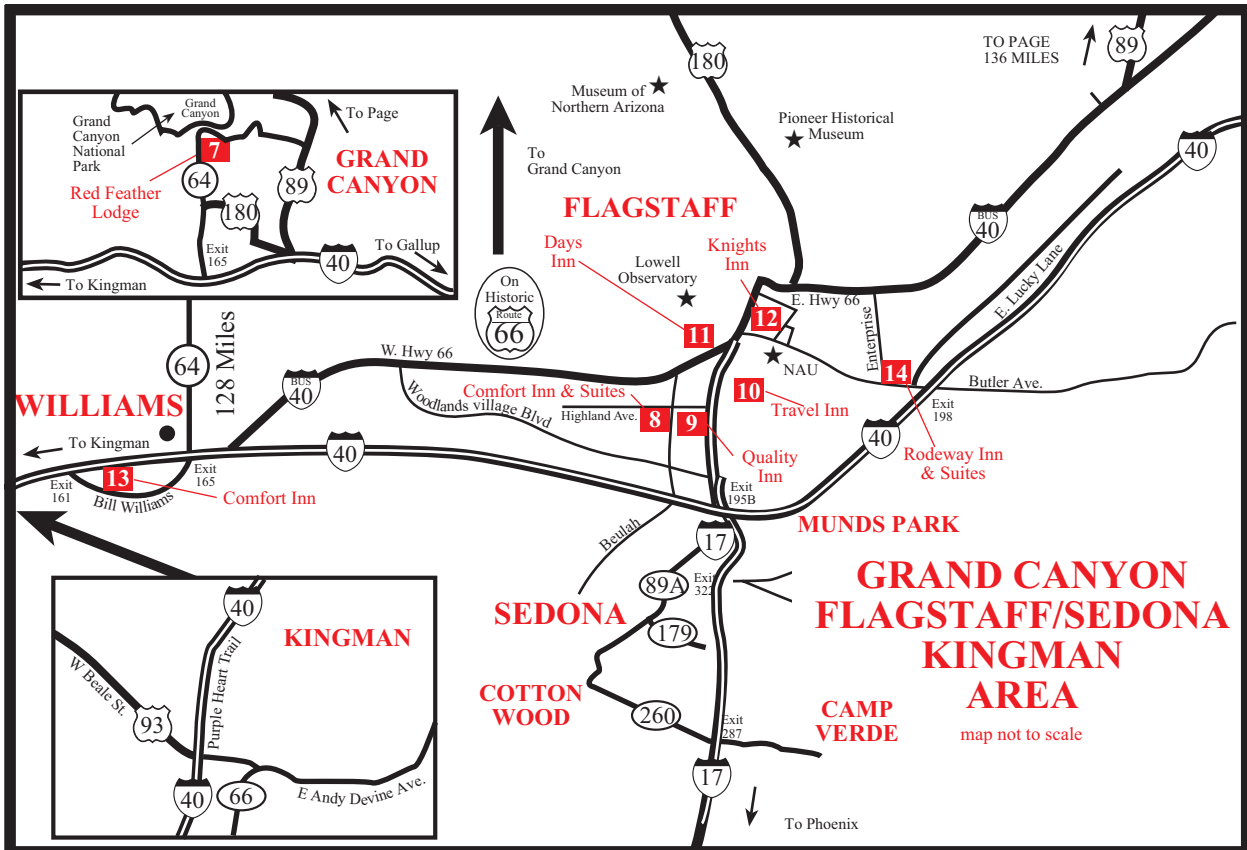 180
TO PAGE
136 MILES
89
Museum of
Northern Arizona
Pioneer Historical
Museum
To
Grand Canyon
40
Grand
Canyon
Grand
Canyon
National
Park
To Page
7
GRAND
CANYON
Red Feather
Lodge
64
89
180
Exit
165
40
To Gallup
To Kingman
FLAGSTAFF
Days
Inn
Knights
Inn
Lowell
Observatory
BUS
40
E. Hwy 66
E. Lucky Lane
On
Historic
Route
66
11
12
Enterprise
NAU
14
Butler Ave.
Exit
198
64
128 Miles
W. Hwy 66
BUS
40
Woodlands village Blvd
Comfort Inn & Suites
Highland Ave.
8
9
10
Travel Inn
WILLIAMS
To Kingman
40
40
Quality
Inn
Rodeway Inn
& Suites
13
Exit
161
Exit
165
Comfort Inn
Bill Williams
Exit
195B
Beulah
17
MUNDS PARK
89A
Exit
322
SEDONA
179
GRAND CANYON
FLAGSTAFF/SEDONA
KINGMAN
AREA
map not to scale
COTTON
WOOD
260
Exit
287
CAMP
VERDE
17
To Phoenix
40
KINGMAN
W Beale St.
93
Purple Heart Trail
40
66
E Andy Devine Ave.